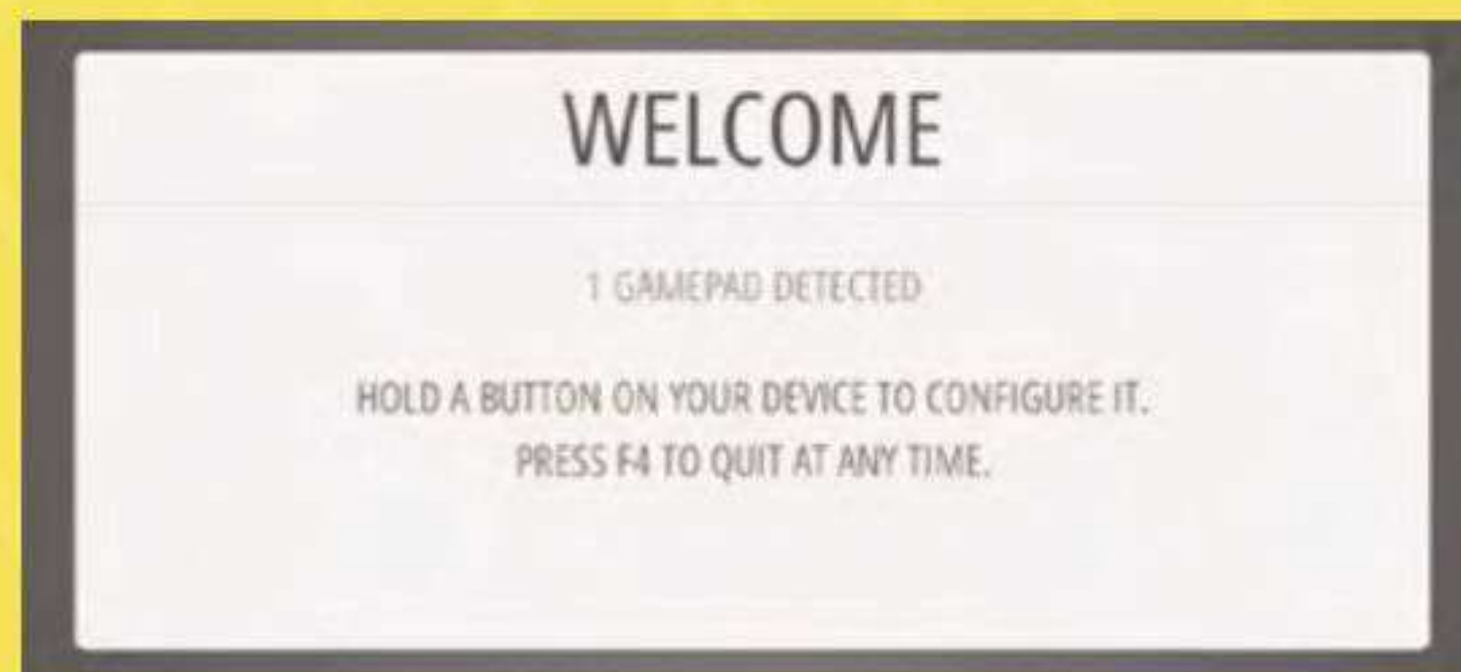 WELCOME
1 GAMEPAD DETECTED
HOLD A BUTTON ON YOUR DEVICE TO CONFIGURE IT.
PRESS F4 TO QUIT AT ANY TIME.